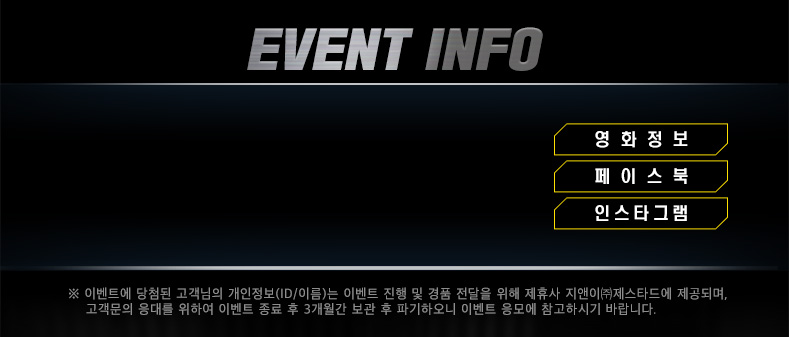 EVENT INFO
영화정보
페이스북
인스타그램
※ 이벤트에 당첨된 고객님의 개인정보(ID/이름)는 이벤트 진행 및 경품 전달을 위해 제휴사 지앤이㈜제스타드에 제공되며,
고객문의 응대를 위하여 이벤트 종료 후 3개월간 보관 후 파기하오니 이벤트 응모에 참고하시기 바랍니다.